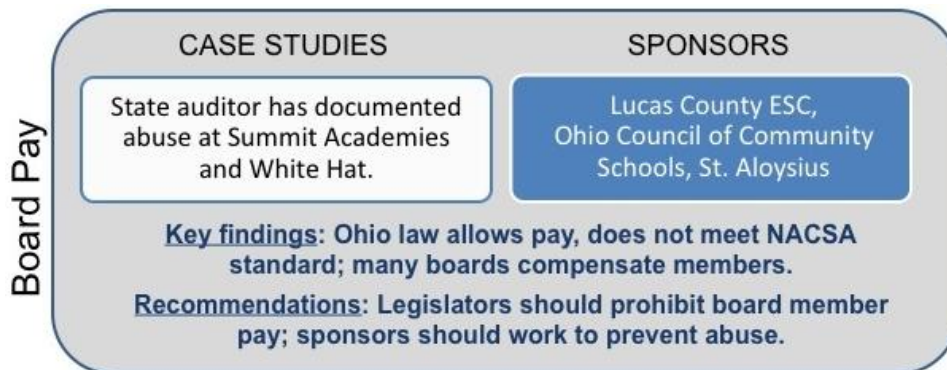 Board Pay
CASE STUDIES
State auditor has documented
abuse at Summit Academies
and White Hat.
SPONSORS
Lucas County ESC,
Ohio Council of Community
Schools, St. Aloysius
Key findings: Ohio law allows pay, does not meet NACSA
standard; many boards compensate members.
Recommendations: Legislators should prohibit board member
pay; sponsors should work to prevent abuse.